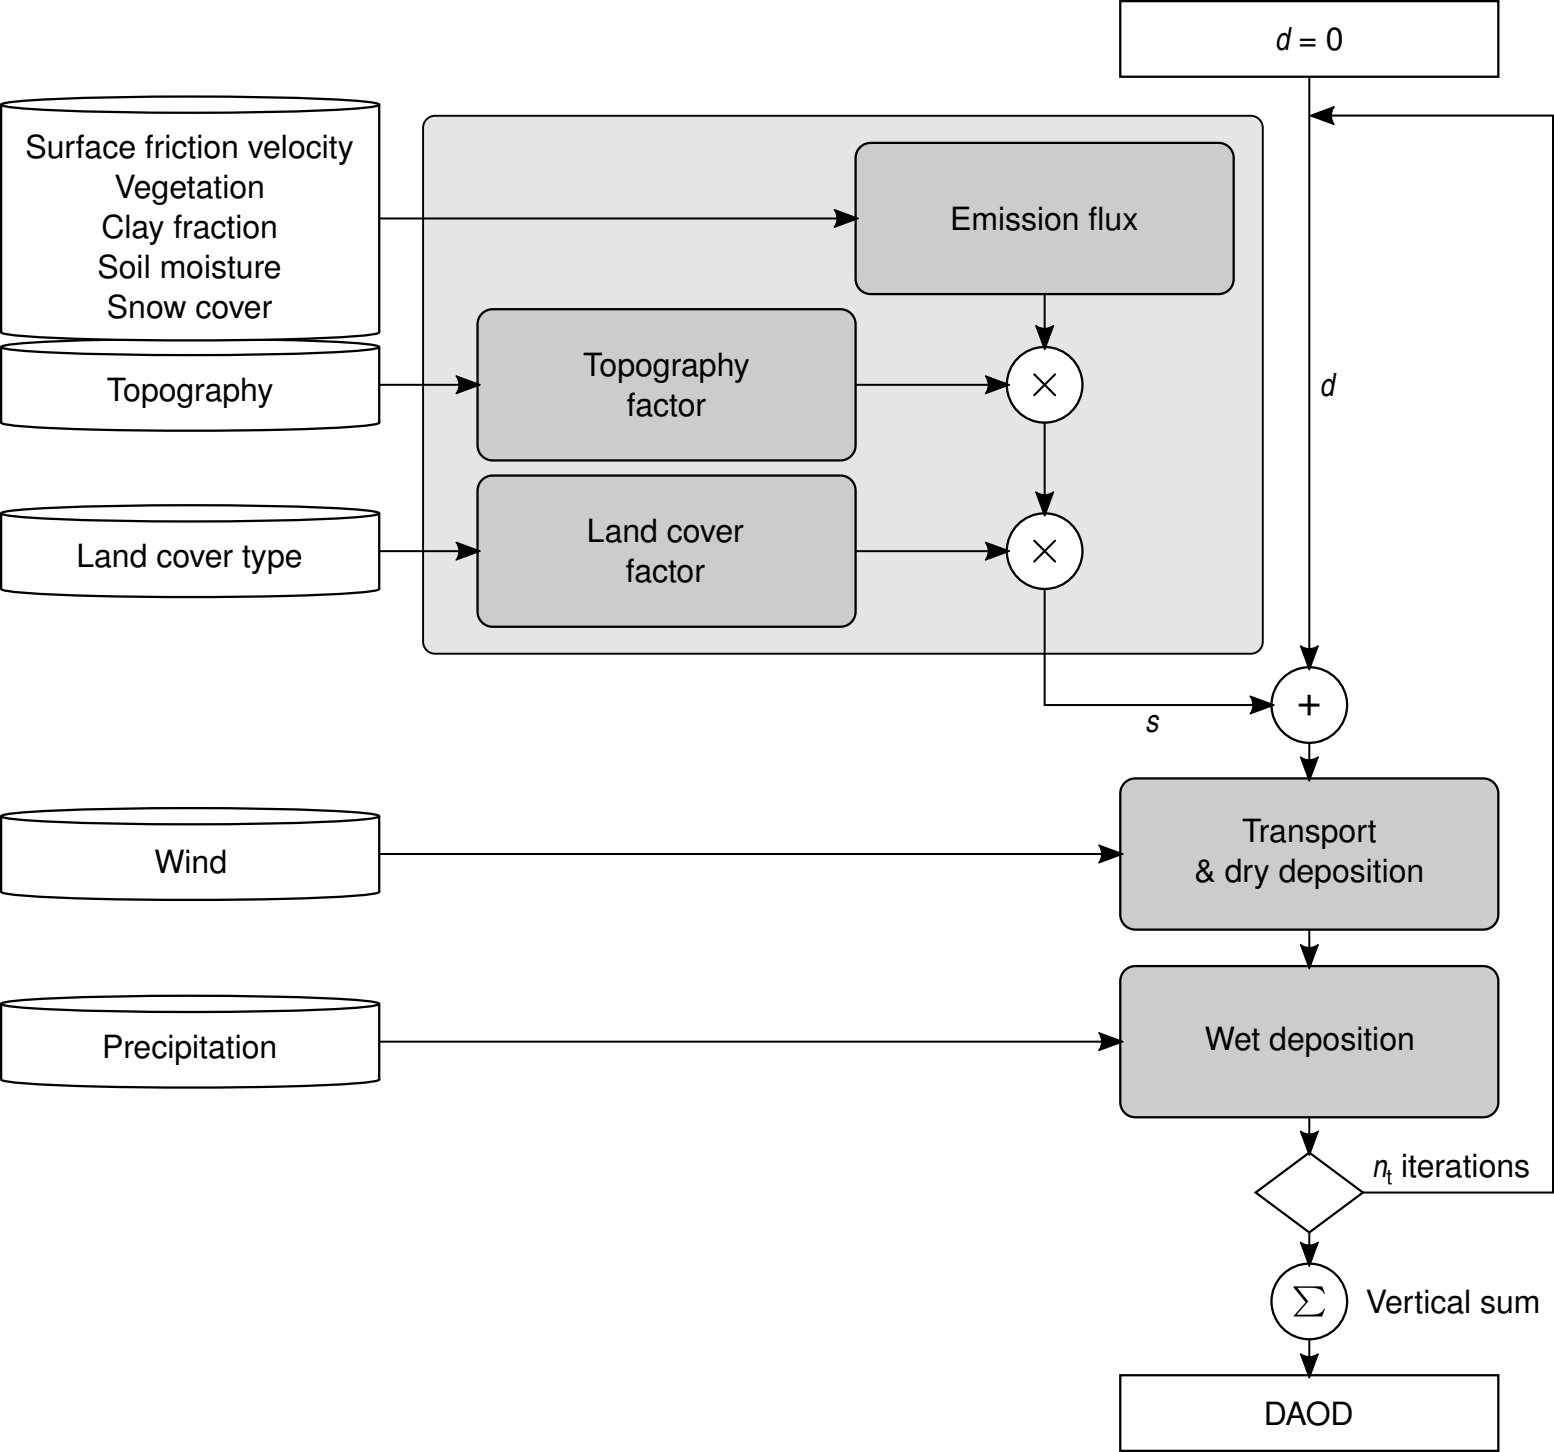 d = 0
Surface friction velocity
Vegetation
Clay fraction
Soil moisture
Snow cover
Emission flux
Topography
Topography
factor
×
d
Land cover type
Land cover
factor
×
s
+
Wind
Transport
& dry deposition
Precipitation
Wet deposition
nt iterations
Σ Vertical sum
DAOD